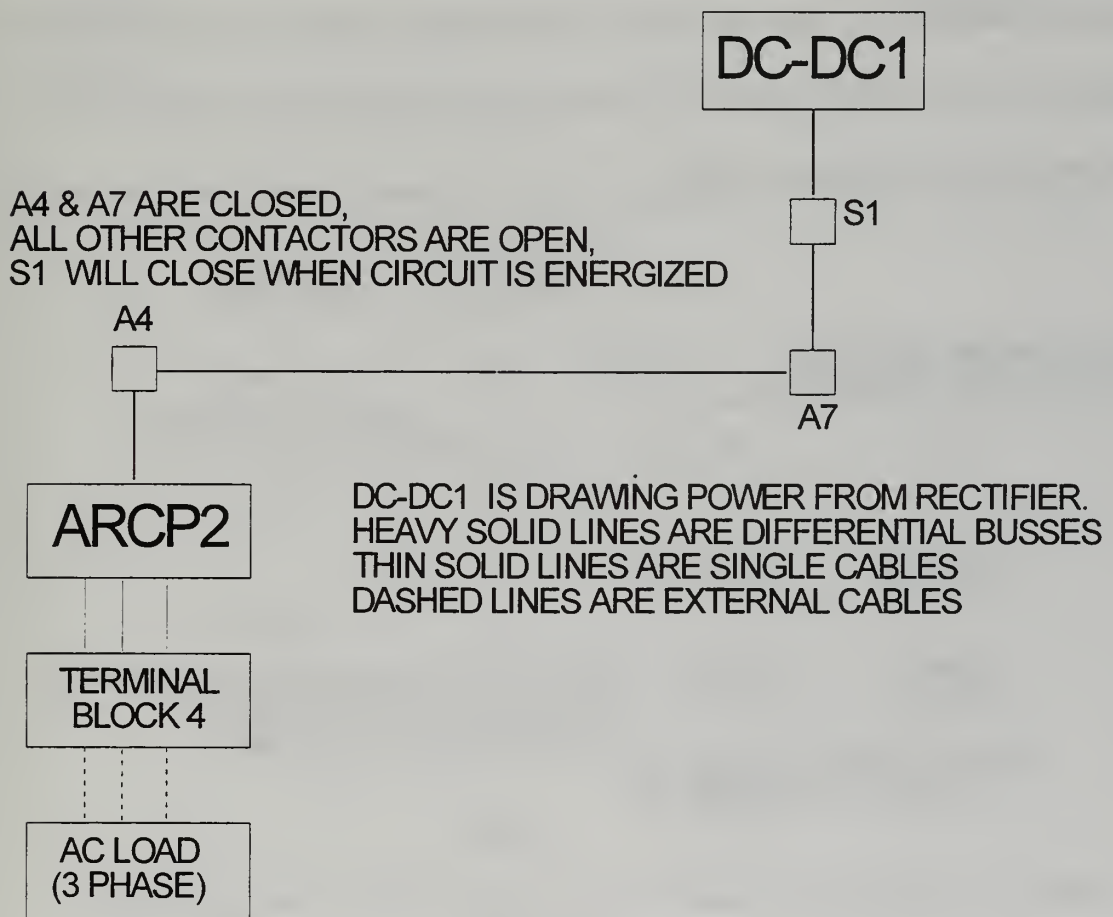 DC-DC1
S1
A4 & A7 ARE CLOSED,
ALL OTHER CONTACTORS ARE OPEN,
S1 WILL CLOSE WHEN CIRCUIT IS ENERGIZED
A4
A7
ARCP2
DC-DC1 IS DRAWING POWER FROM RECTIFIER.
HEAVY SOLID LINES ARE DIFFERENTIAL BUSSES
THIN SOLID LINES ARE SINGLE CABLES
DASHED LINES ARE EXTERNAL CABLES
TERMINAL
BLOCK 4
AC LOAD
(3 PHASE)